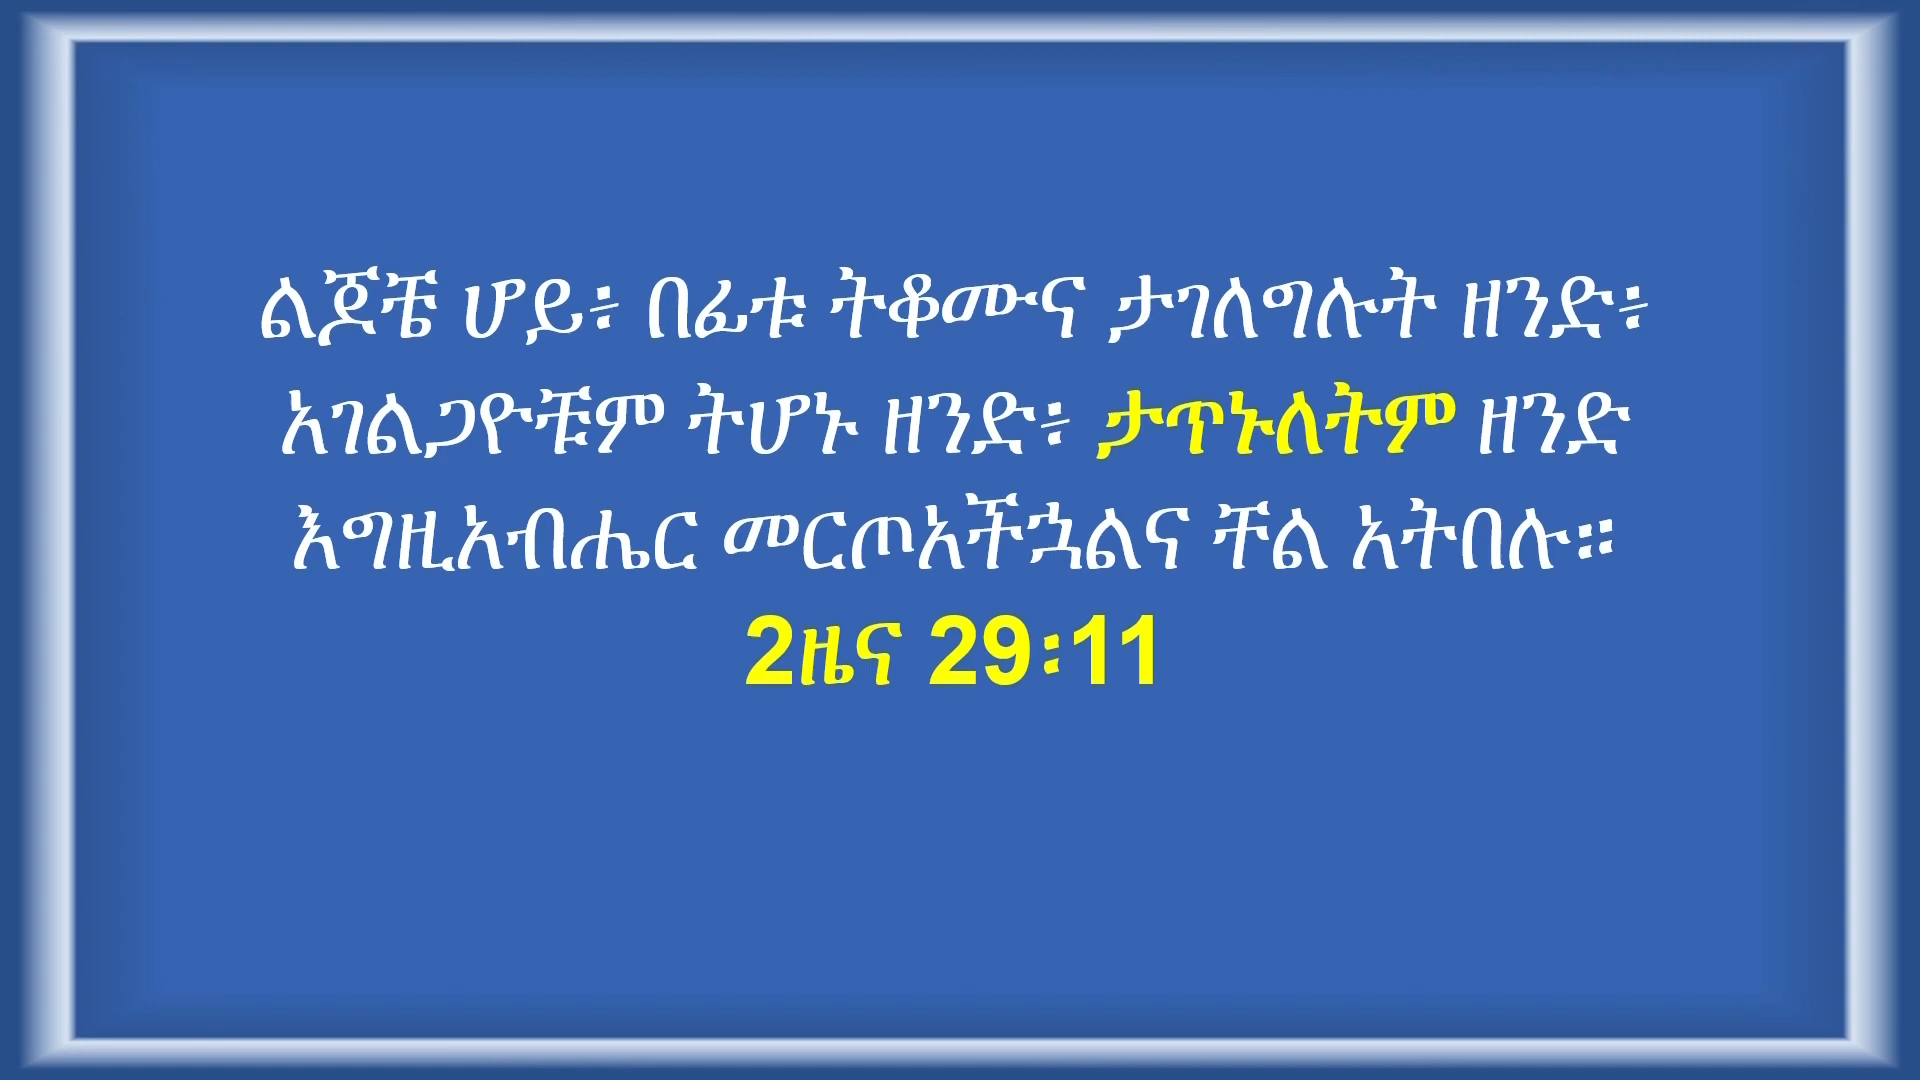 ልጆቼ ሆይ፥ በፊቱ ትቆሙና ታገለግሉት ዘንድ፥
አገልጋዮቹም ትሆኑ ዘንድ፥ ታጥኑለትም ዘንድ
እግዚአብሔር መርጦአችኋልና ቸል አትበሉ።
2ዜና 29፡11